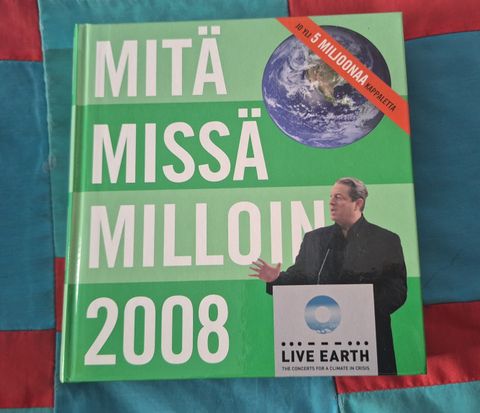 MITÄ
MISSÄ
MILLOIN
2008
JO YLI 5 MILJOONAA KAPPALETTA
LIVE EARTH
THE CONCERTS FOR A CLIMATE IN CRISIS